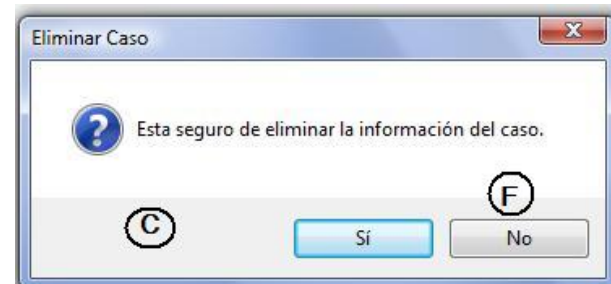 Eliminar Caso
Esta seguro de eliminar la información del caso.
F
C
Sí
No